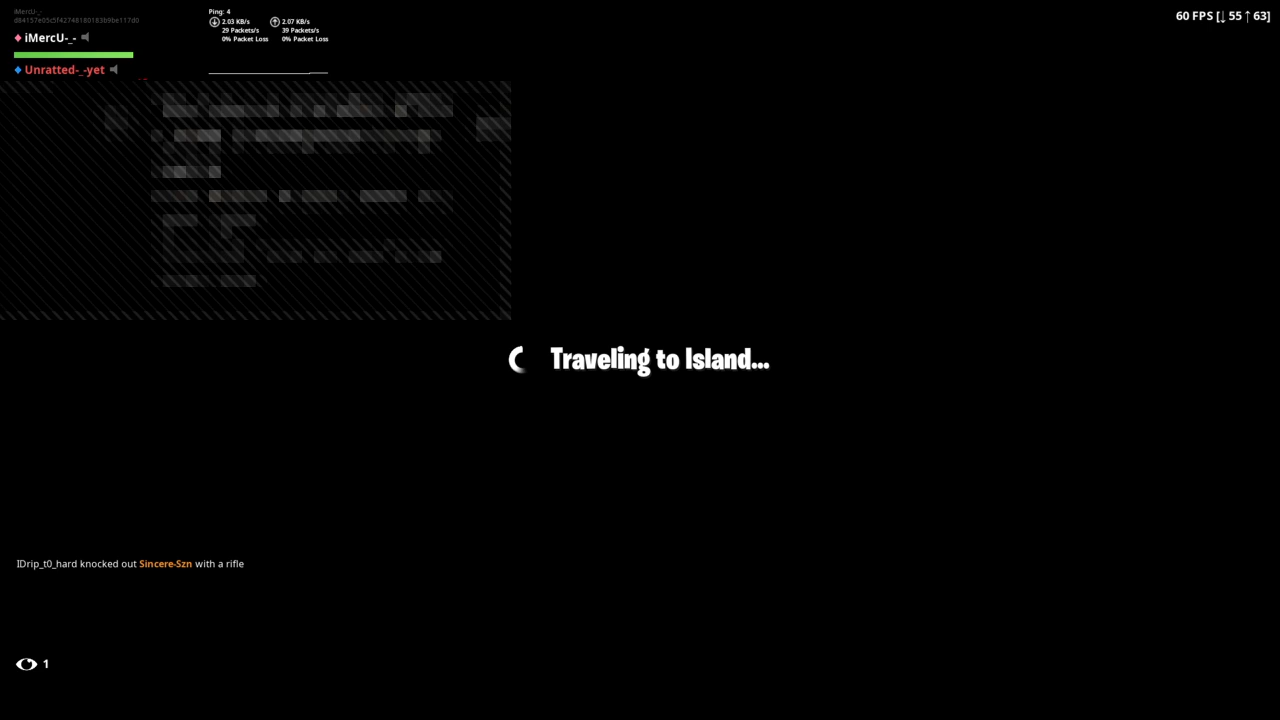 iMercU-_-
d84157e05c5f42748180183b9be117d0
iMercU-_-
Unratted-_-yet
Ping: 4
2.03 KB/s 2.07 KB/s
29 Packets/s 39 Packets/s
0% Packet Loss 0% Packet Loss
60 FPS [↓ 55 ↑ 63]
Traveling to Island...
IDrip_t0_hard knocked out Sincere-Szn with a rifle
1